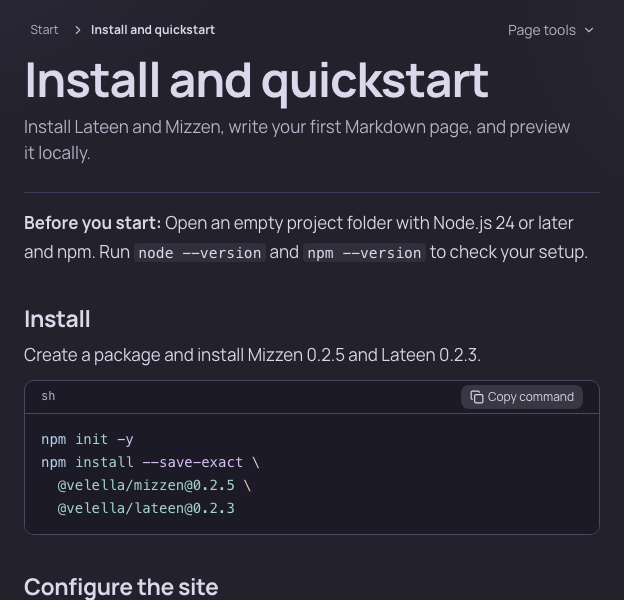 Start > Install and quickstart
Page tools
Install and quickstart
Install Lateen and Mizzen, write your first Markdown page, and preview
it locally.
Before you start: Open an empty project folder with Node.js 24 or later
and npm. Run node --version and npm --version to check your setup.
Install
Create a package and install Mizzen 0.2.5 and Lateen 0.2.3.
sh
Copy command
npm init -y
npm install --save-exact \
  @velella/mizzen@0.2.5 \
  @velella/lateen@0.2.3
Configure the site